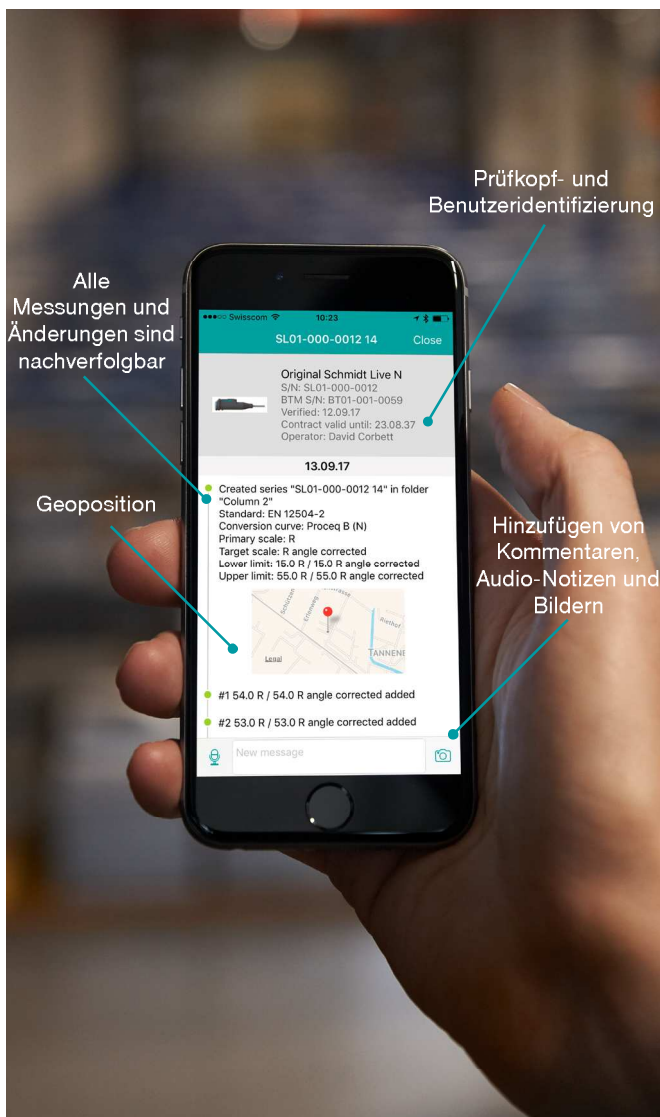 Prüfkopf- und
Benutzeridentifizierung
Alle
Messungen und
Änderungen sind
nachverfolgbar
Geoposition
Hinzufügen von
Kommentaren,
Audio-Notizen und
Bildern
Swisscom 10:23
SL01-000-0012 14 Close
Original Schmidt Live N
S/N: SL01-000-0012
BTM S/N: BT01-001-0059
Verified: 12.09.17
Contract valid until: 23.08.37
Operator: David Corbett
13.09.17
Created series "SL01-000-0012 14" in folder
"Column 2"
Standard: EN 12504-2
Conversion curve: Proceq B (N)
Primary scale: R
Target scale: R angle corrected
Lower limit: 15.0 R / 15.0 R angle corrected
Upper limit: 55.0 R / 55.0 R angle corrected
Erlenweg
Legal
TANNENE
#1 54.0 R / 54.0 R angle corrected added
#2 53.0 R / 53.0 R angle corrected added
New message